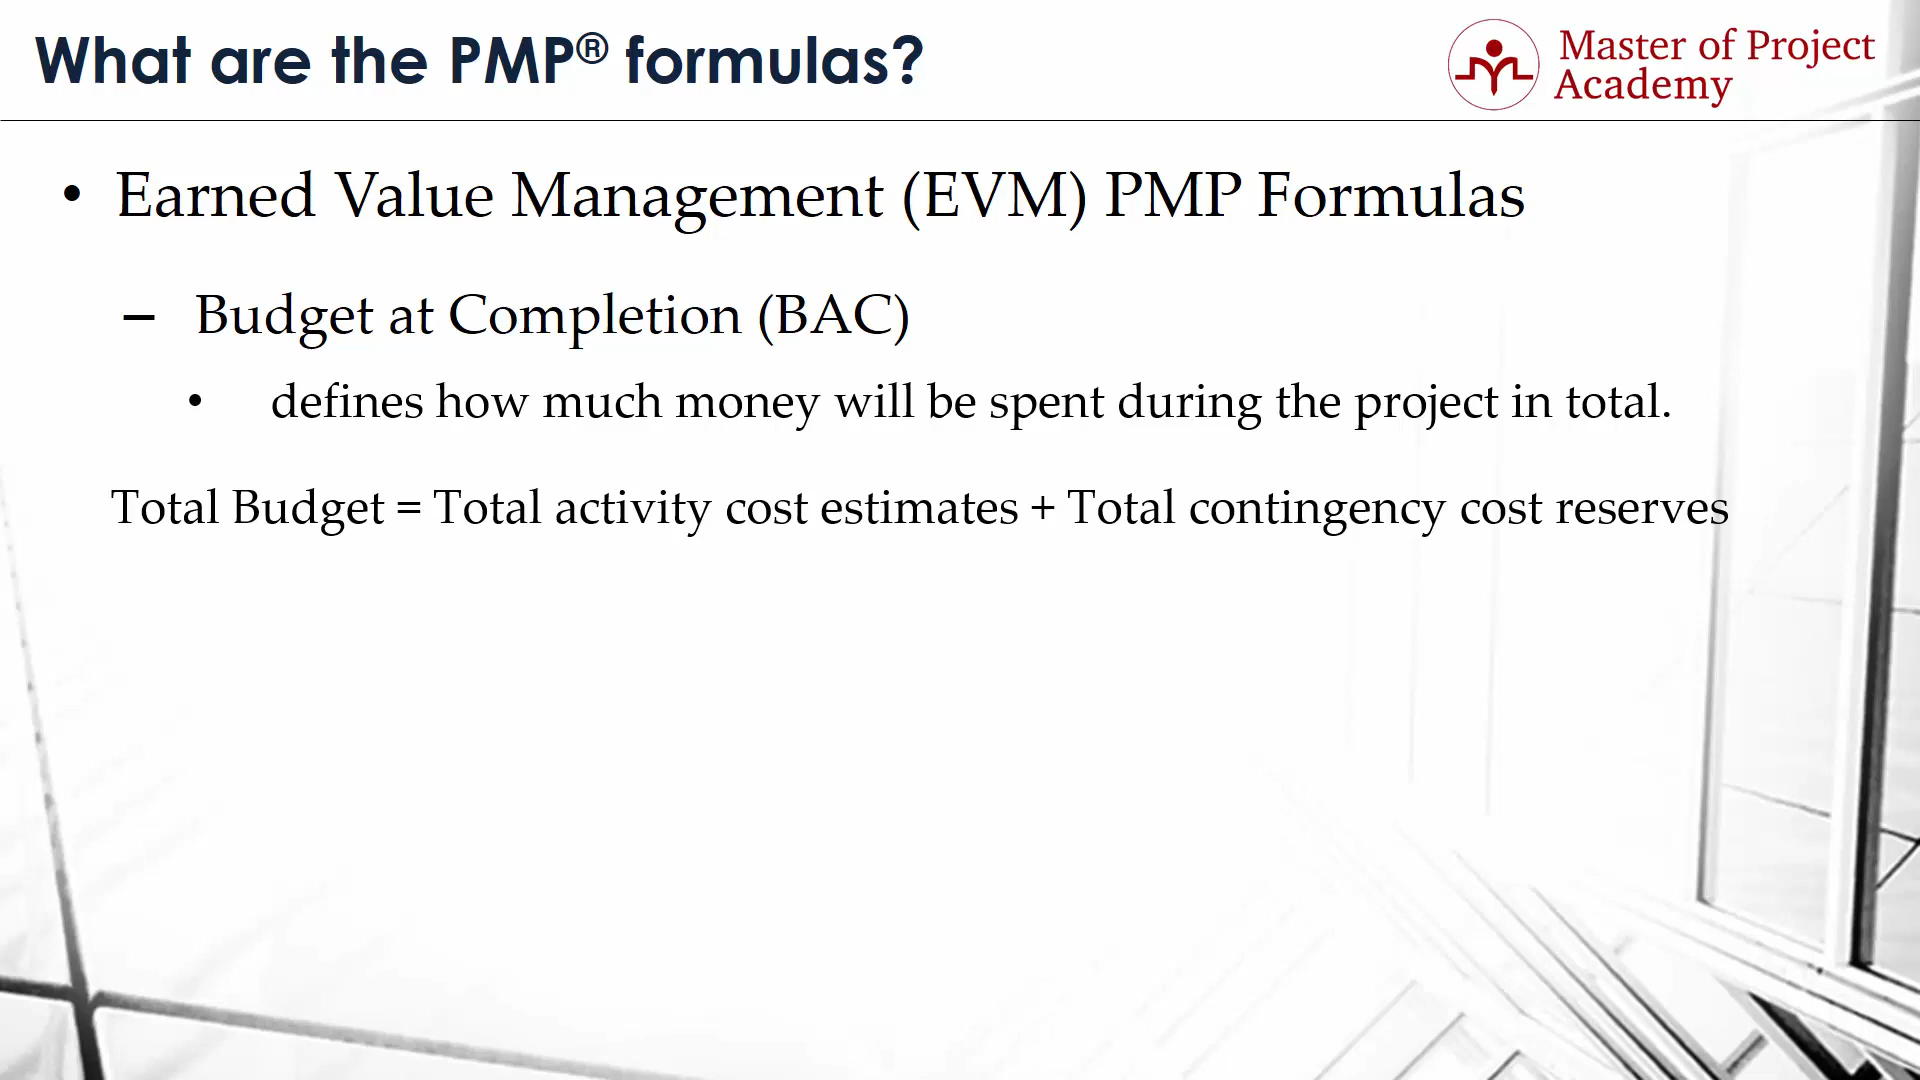 What are the PMP® formulas?
Master of Project
Academy
• Earned Value Management (EVM) PMP Formulas
– Budget at Completion (BAC)
• defines how much money will be spent during the project in total.
Total Budget = Total activity cost estimates + Total contingency cost reserves